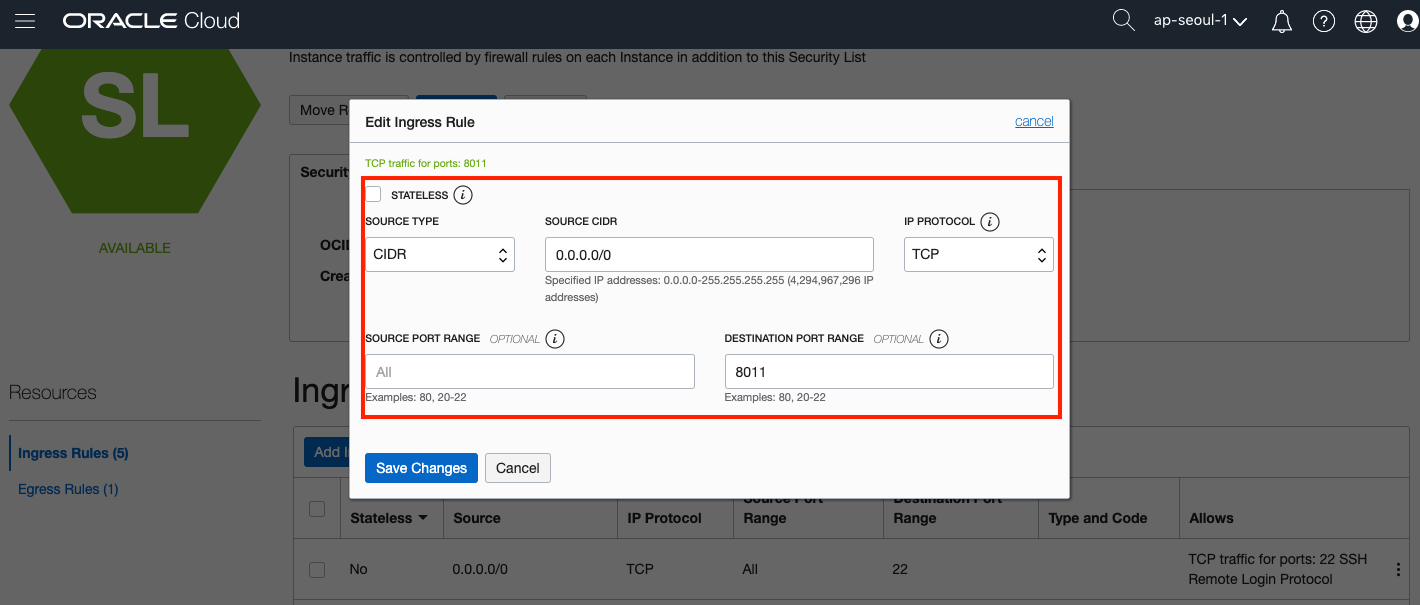 ORACLE Cloud
ap-seoul-1
SL
Instance traffic is controlled by firewall rules on each Instance in addition to this Security List
AVAILABLE
Edit Ingress Rule
cancel
TCP traffic for ports: 8011
STATELESS
SOURCE TYPE
SOURCE CIDR
IP PROTOCOL
CIDR
0.0.0.0/0
TCP
Specified IP addresses: 0.0.0.0-255.255.255.255 (4,294,967,296 IP
addresses)
SOURCE PORT RANGE OPTIONAL
DESTINATION PORT RANGE OPTIONAL
All
8011
Examples: 80, 20-22
Examples: 80, 20-22
Save Changes
Cancel
Move
Resources
Ingress Rules (5)
Egress Rules (1)
Add
Stateless
Source
IP Protocol
Source Port
Range
Destination Port
Range
Type and Code
Allows
No
0.0.0.0/0
TCP
All
22
TCP traffic for ports: 22 SSH
Remote Login Protocol